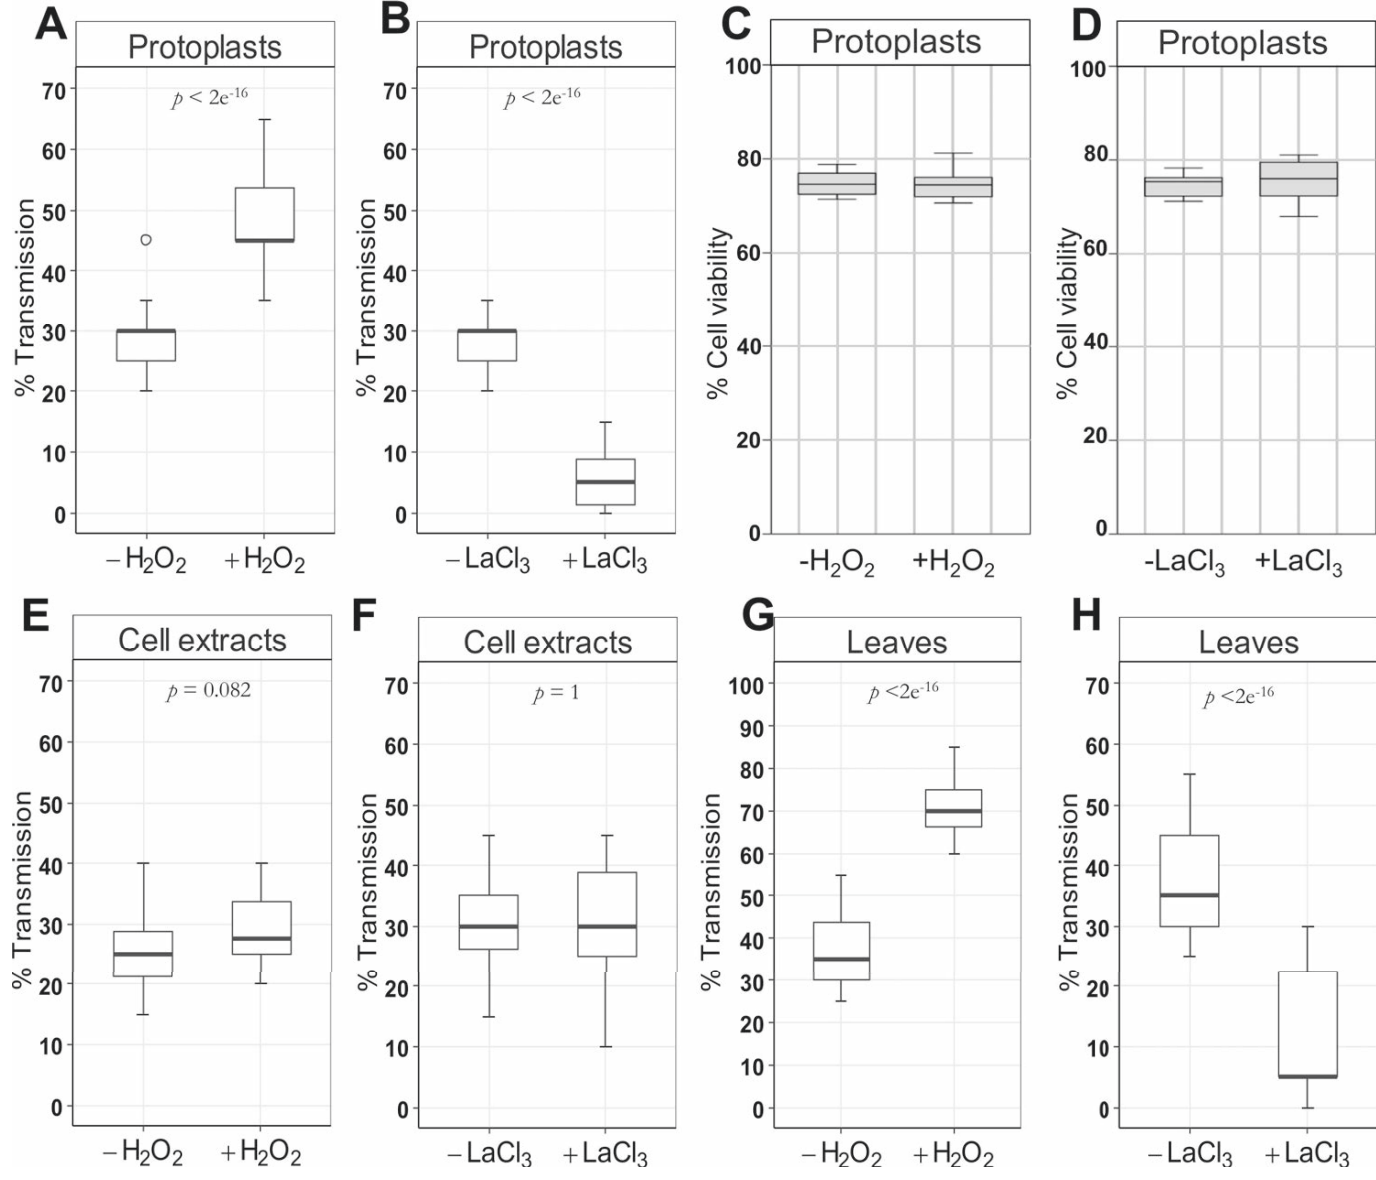 A
Protoplasts
p < 2e-16
% Transmission
70
60
50
40
30
20
10
0
−H2O2 +H2O2
B
Protoplasts
p < 2e-16
% Transmission
70
60
50
40
30
20
10
0
−LaCl3 +LaCl3
C
Protoplasts
% Cell viability
100
80
60
40
20
0
-H2O2 +H2O2
D
Protoplasts
% Cell viability
100
80
60
40
20
0
-LaCl3 +LaCl3
E
Cell extracts
p = 0.082
% Transmission
70
60
50
40
30
20
10
0
−H2O2 +H2O2
F
Cell extracts
p = 1
% Transmission
70
60
50
40
30
20
10
0
−LaCl3 +LaCl3
G
Leaves
p <2e-16
% Transmission
100
90
80
70
60
50
40
30
20
10
0
−H2O2 +H2O2
H
Leaves
p <2e-16
% Transmission
70
60
50
40
30
20
10
0
−LaCl3 +LaCl3